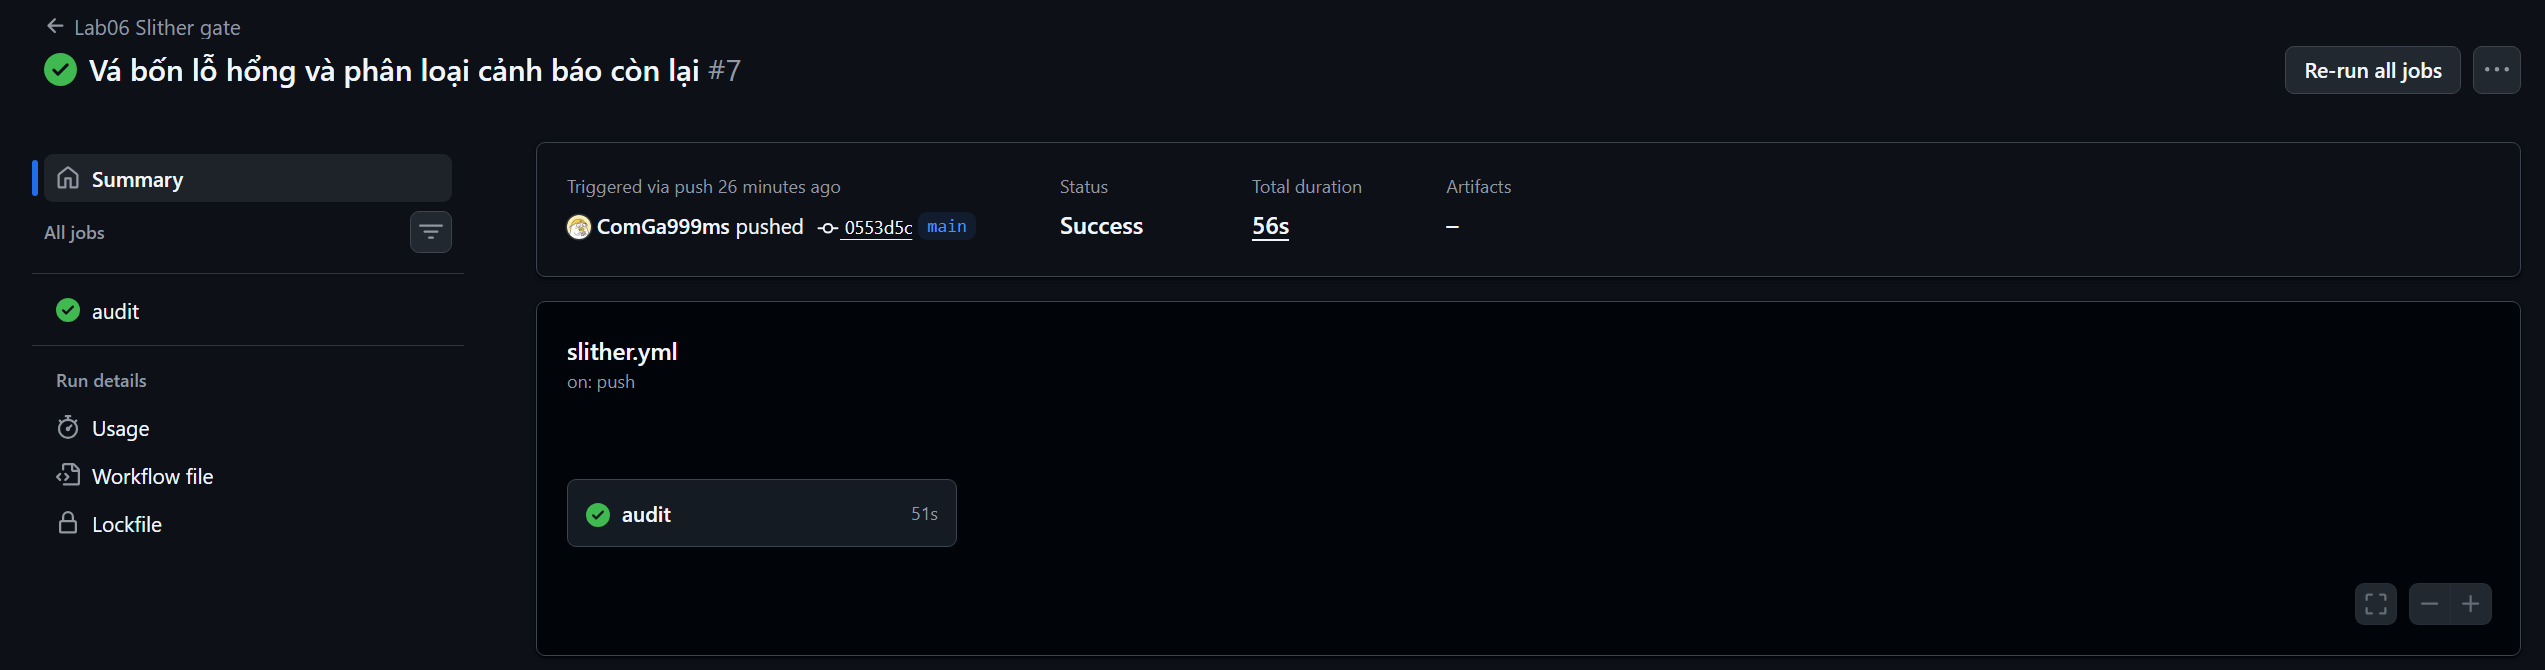 Lab06 Slither gate
Vá bốn lỗ hổng và phân loại cảnh báo còn lại #7
Re-run all jobs
Summary
All jobs
audit
Run details
Usage
Workflow file
Lockfile
Triggered via push 26 minutes ago
ComGa999ms pushed 0553d5c main
Status
Success
Total duration
56s
Artifacts
–
slither.yml
on: push
audit 51s